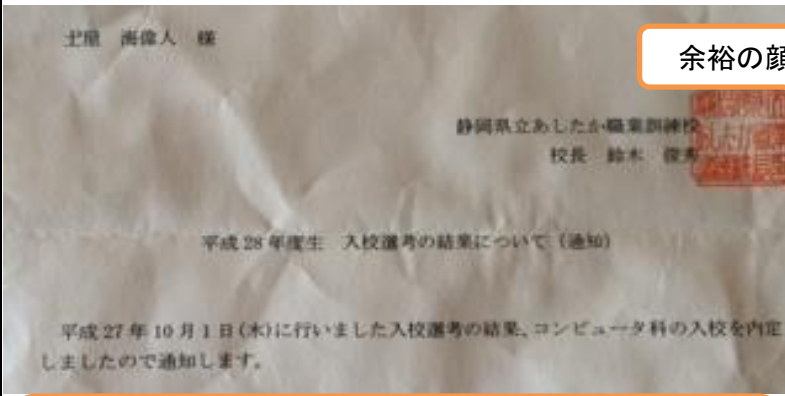 土屋 海偉人 様
余裕の顔
静岡県立あしたか職業訓練校
校長 鈴木
平成28年度生 入校選考の結果について(通知)
平成27年10月1日(木)に行いました入校選考の結果、コンピュータ科の入校を内定
しましたので通知します。